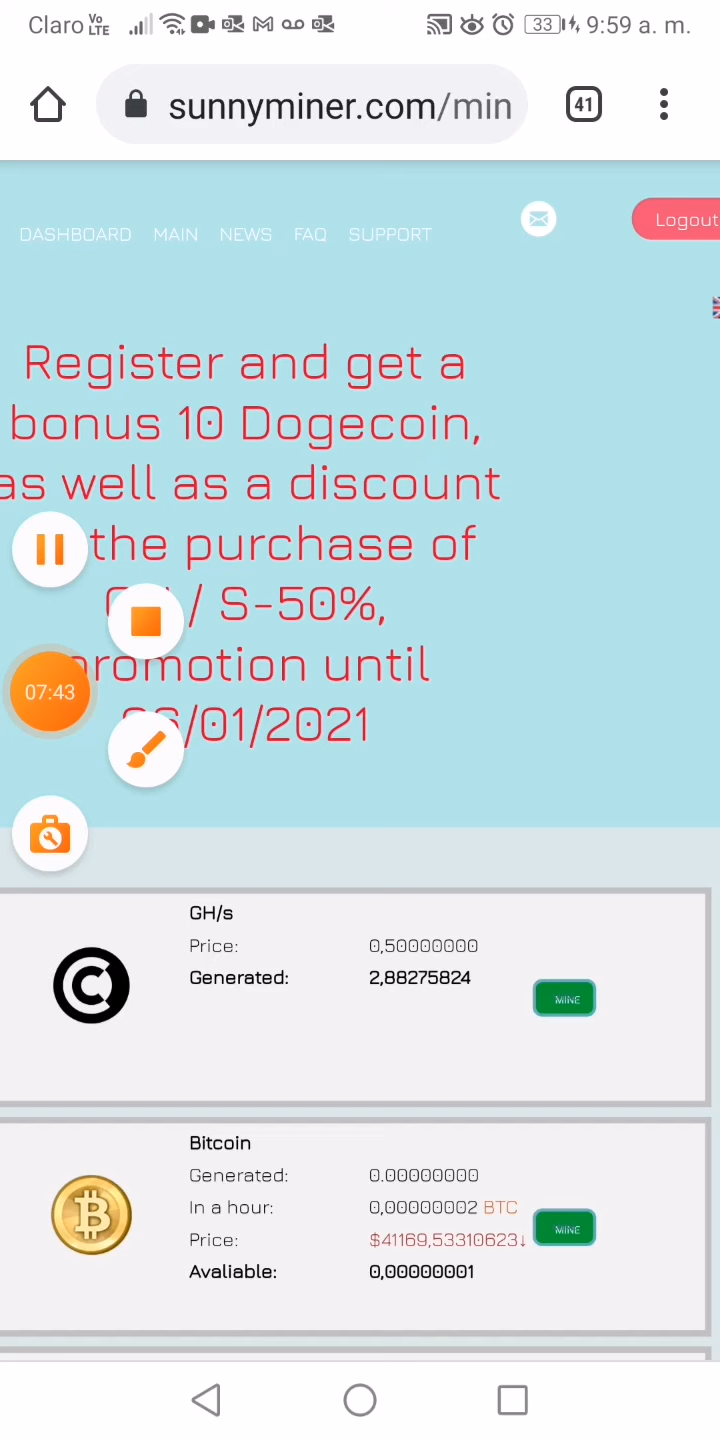 Claro Vo LTE 33 9:59 a. m.
sunnyminer.com/min 41
DASHBOARD MAIN NEWS FAQ SUPPORT Logout
Register and get a
bonus 10 Dogecoin,
as well as a discount
the purchase of
/ S-50%,
promotion until
/01/2021
07:43
GH/s
Price: 0,50000000
Generated: 2,88275824
MINE
Bitcoin
Generated: 0.00000000
In a hour: 0,00000002 BTC
Price: $41169,53310623↓
MINE
Avaliable: 0,00000001